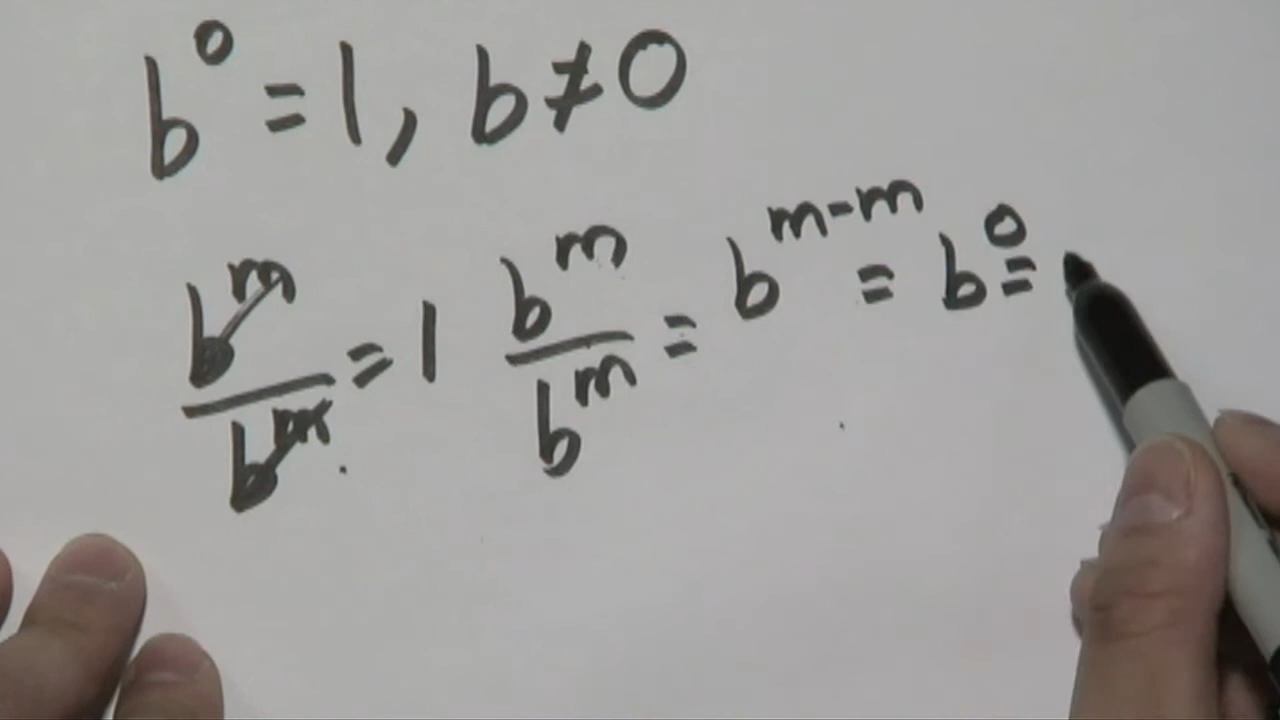 b⁰ = 1, b ≠ 0
bᵐ/bᵐ = 1 bᵐ/bᵐ = bᵐ⁻ᵐ = b⁰ =